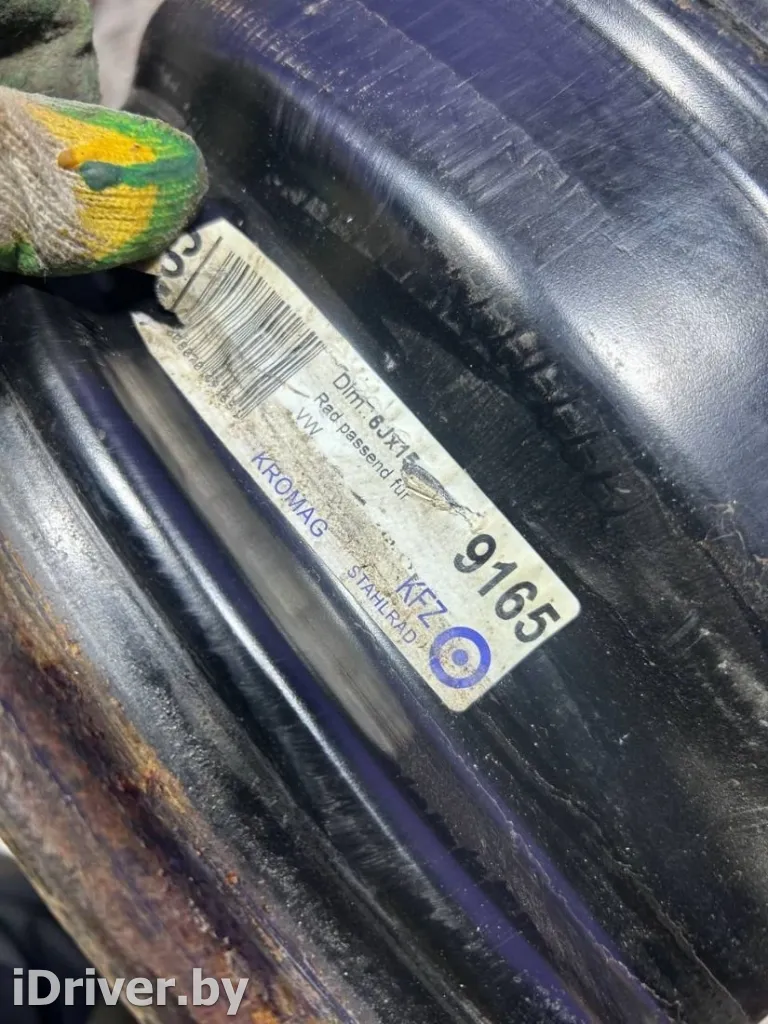 Dim. 6Jx15
Rad passend für
VW
9165
KROMAG
KFZ
STAHLRAD
iDriver.by